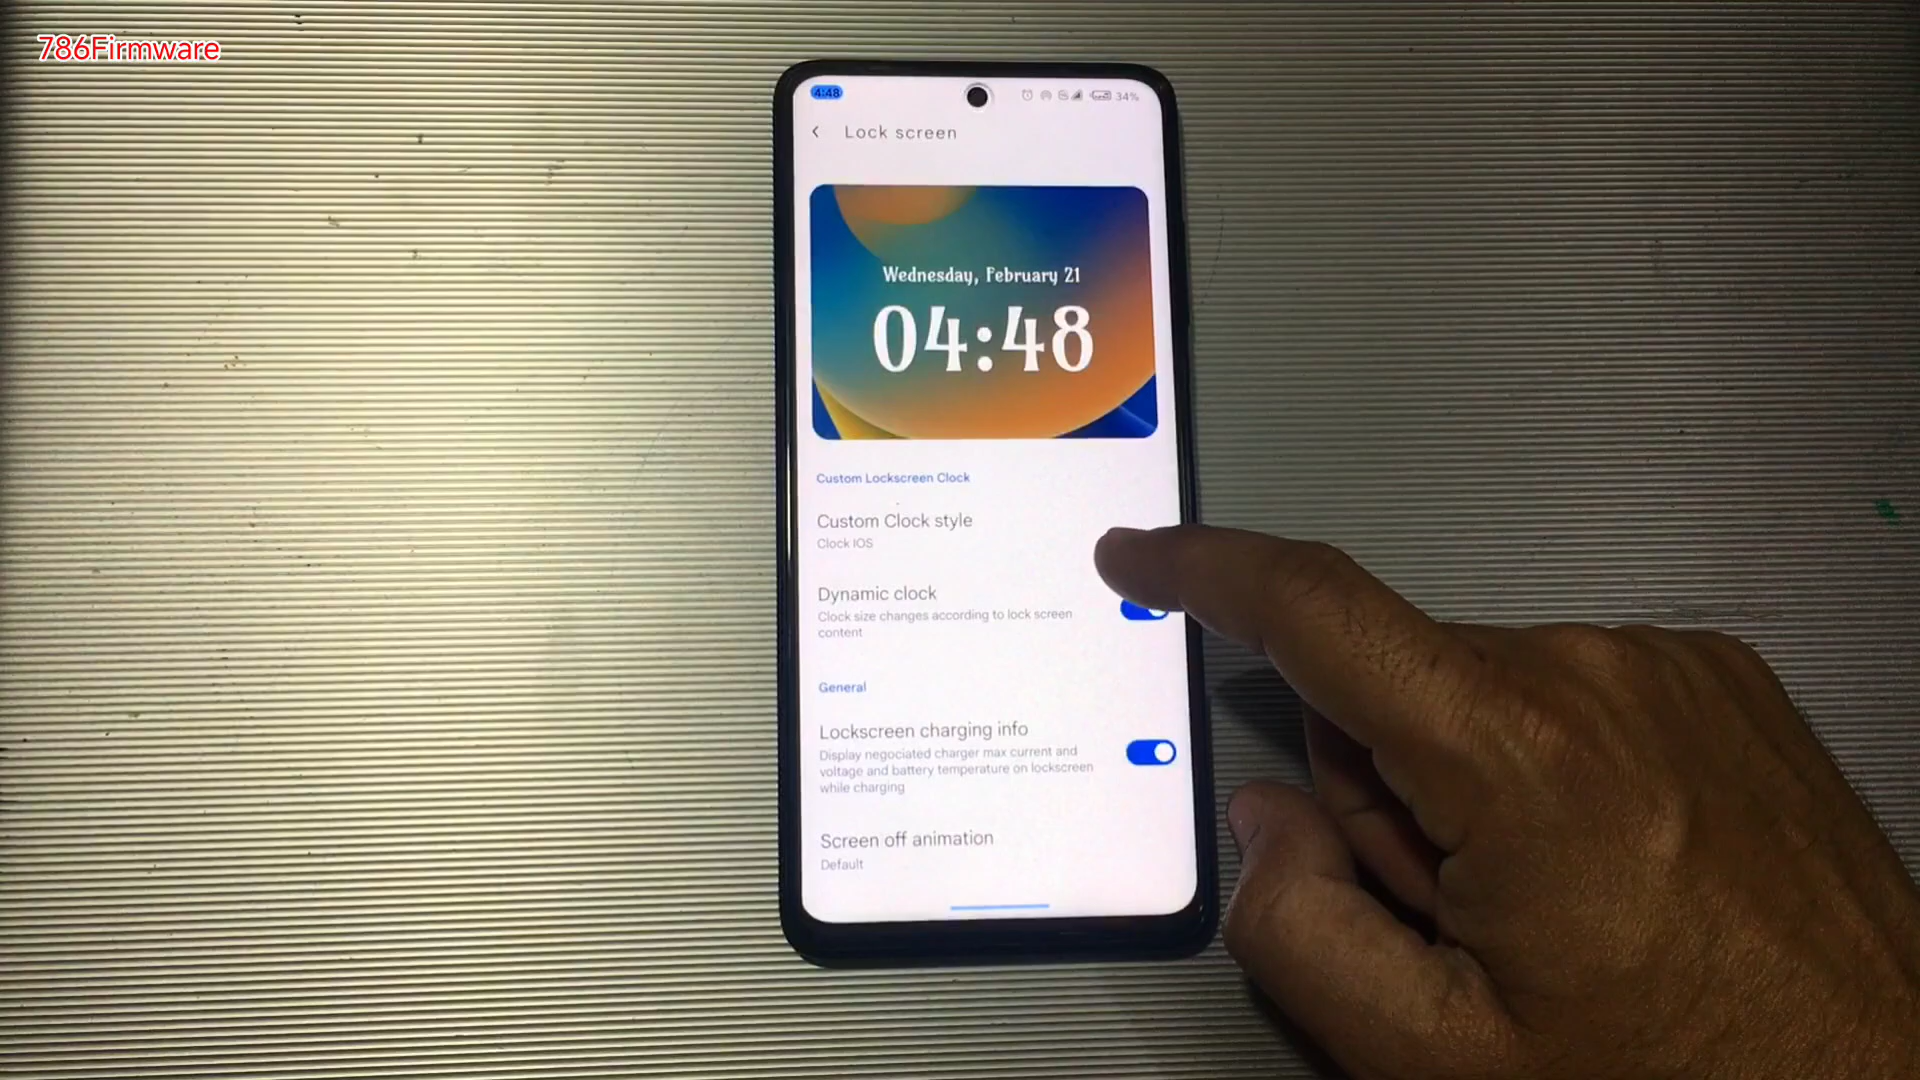 786Firmware
4:48
34%
Lock screen
Wednesday, February 21
04:48
Custom Lockscreen Clock
Custom Clock style
Clock IOS
Dynamic clock
Clock size changes according to lock screen
content
General
Lockscreen charging info
Display negociated charger max current and
voltage and battery temperature on lockscreen
while charging
Screen off animation
Default